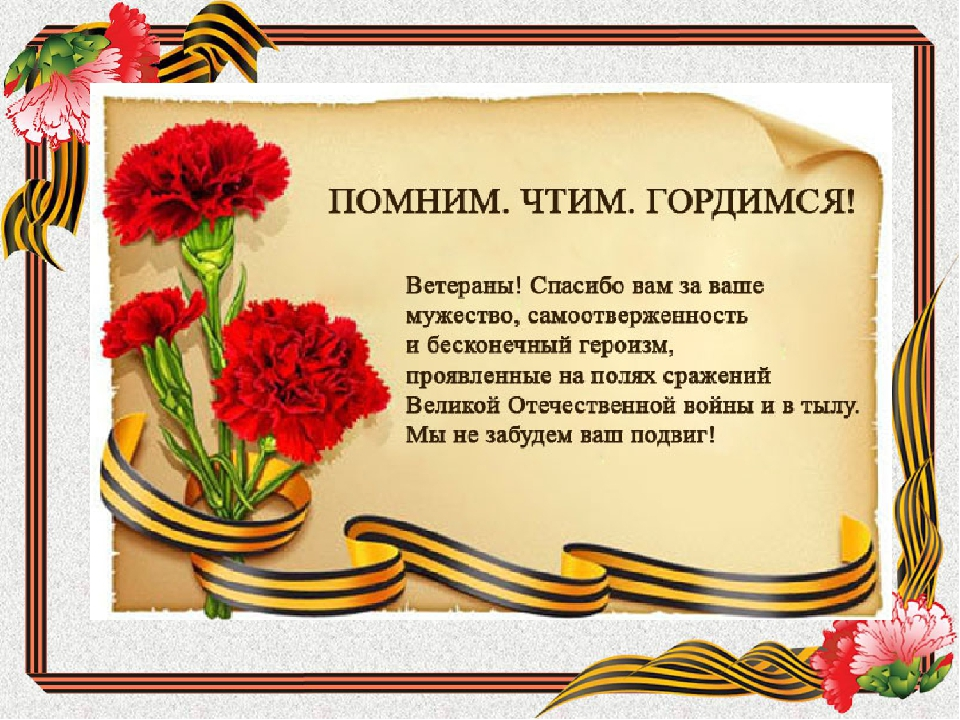 ПОМНИМ. ЧТИМ. ГОРДИМСЯ!
Ветераны! Спасибо вам за ваше
мужество, самоотверженность
и бесконечный героизм,
проявленные на полях сражений
Великой Отечественной войны и в тылу.
Мы не забудем ваш подвиг!